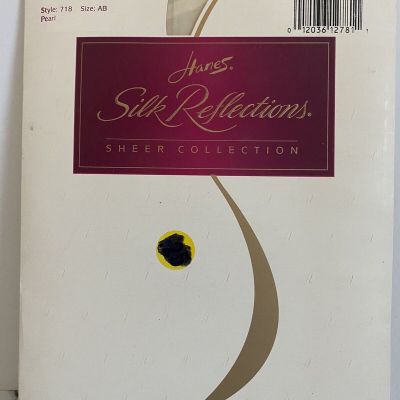 Style: 718 Size: AB
Pearl
0 12036 12781 1
Hanes®
Silk Reflections®
SHEER COLLECTION